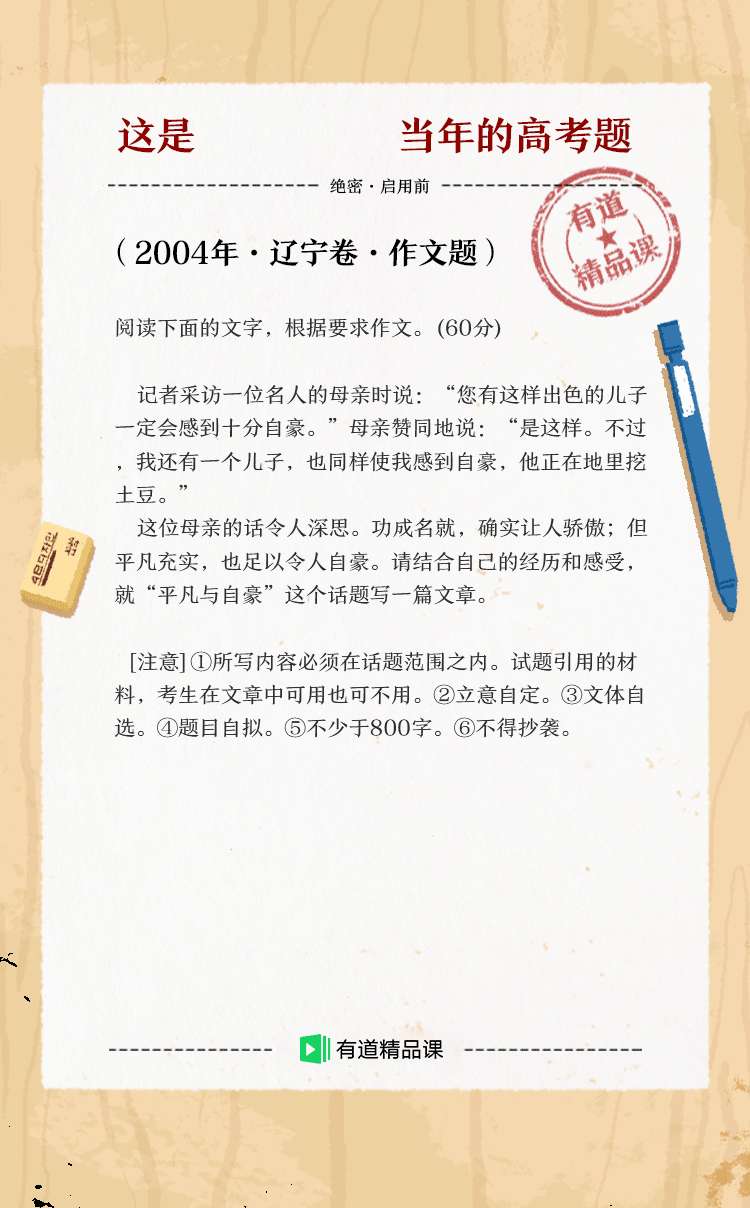 这是 当年的高考题
绝密·启用前
有道
精品课
（2004年·辽宁卷·作文题）
阅读下面的文字，根据要求作文。(60分)
记者采访一位名人的母亲时说：“您有这样出色的儿子
一定会感到十分自豪。”母亲赞同地说：“是这样。不过
，我还有一个儿子，也同样使我感到自豪，他正在地里挖
土豆。”
这位母亲的话令人深思。功成名就，确实让人骄傲；但
平凡充实，也足以令人自豪。请结合自己的经历和感受，
就“平凡与自豪”这个话题写一篇文章。
[注意]①所写内容必须在话题范围之内。试题引用的材
料，考生在文章中可用也可不用。②立意自定。③文体自
选。④题目自拟。⑤不少于800字。⑥不得抄袭。
有道精品课